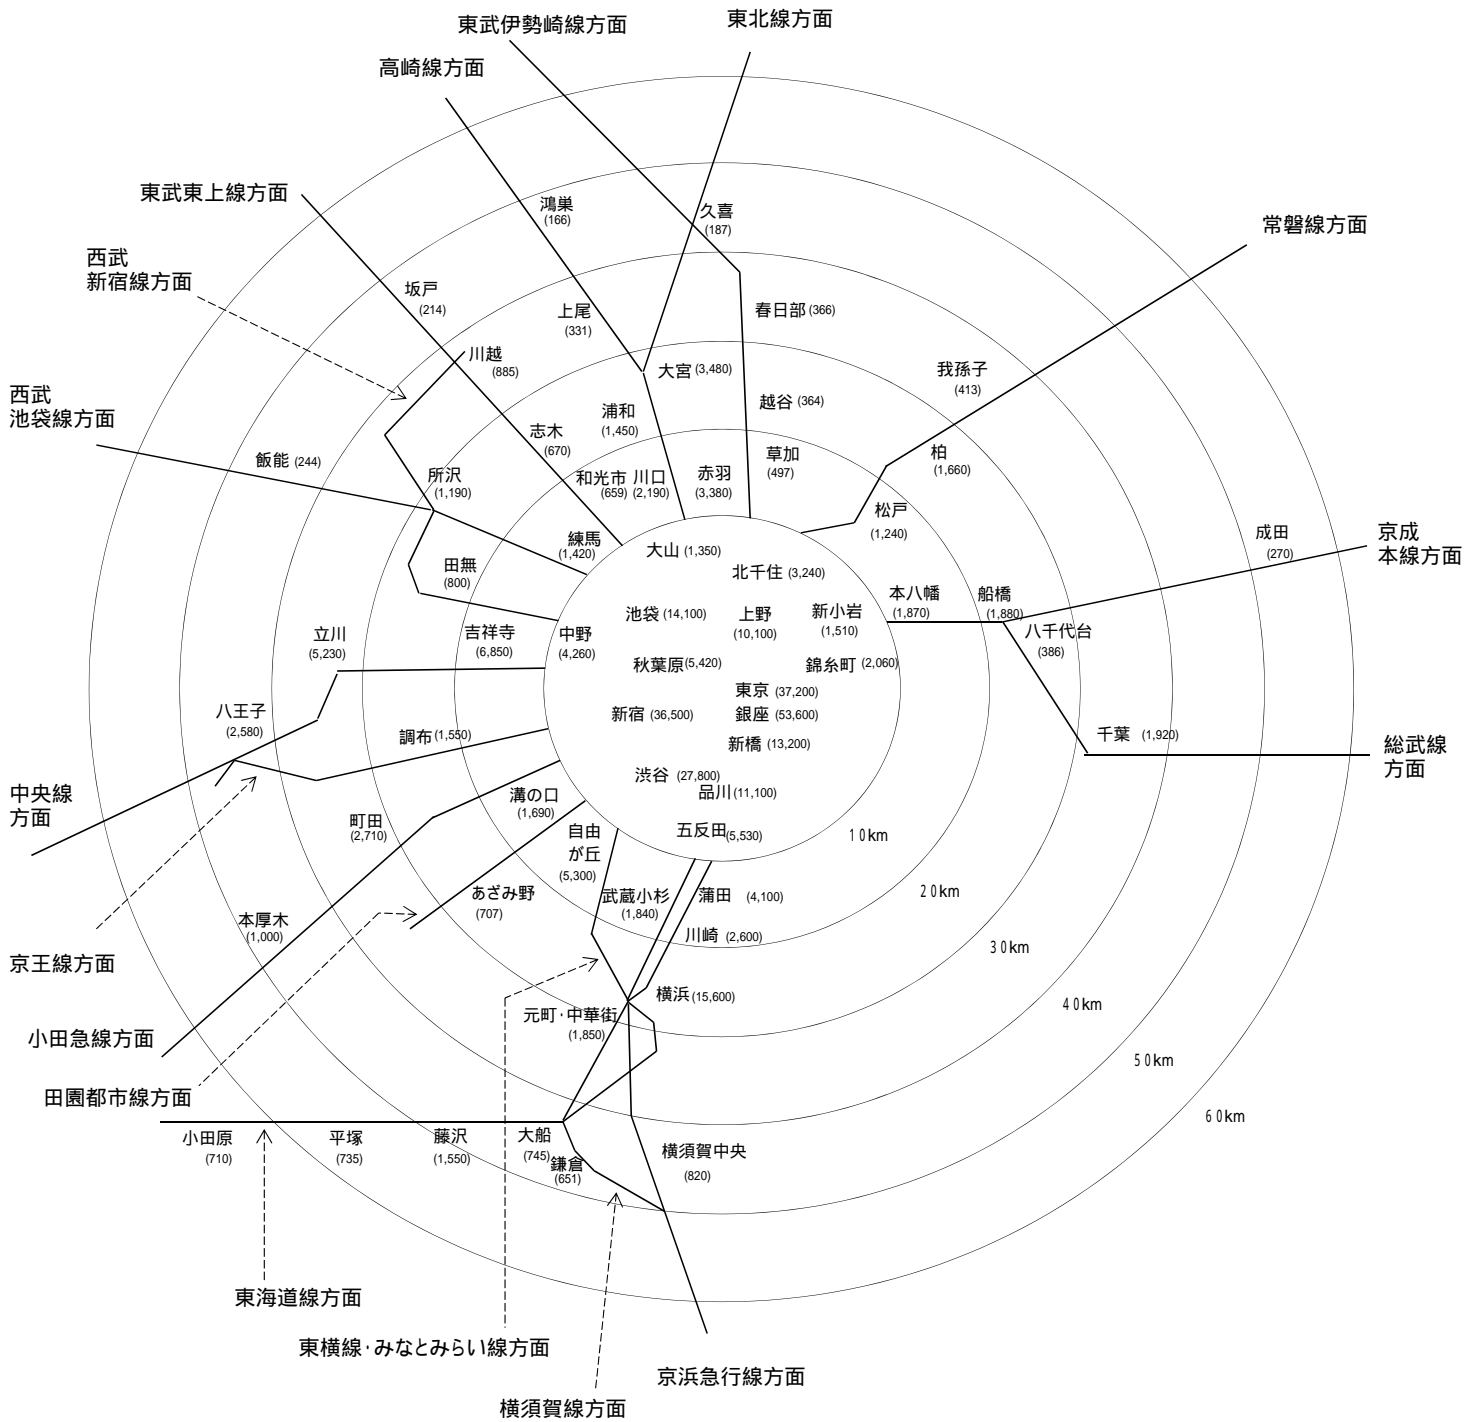 東武伊勢崎線方面
東北線方面
高崎線方面
東武東上線方面
鴻巣
(166)
久喜
(187)
常磐線方面
西武
新宿線方面
坂戸
(214)
上尾
(331)
春日部 (366)
川越
(885)
大宮 (3,480)
我孫子
(413)
西武
池袋線方面
越谷 (364)
浦和
(1,450)
志木
(670)
飯能 (244)
所沢
(1,190)
和光市
(659)
川口
(2,190)
赤羽
(3,380)
草加
(497)
柏
(1,660)
松戸
(1,240)
成田
(270)
京成
本線方面
練馬
(1,420)
大山 (1,350)
北千住 (3,240)
田無
(800)
本八幡
(1,870)
船橋
(1,880)
池袋 (14,100)
上野
(10,100)
新小岩
(1,510)
八千代台
(386)
立川
(5,230)
吉祥寺
(6,850)
中野
(4,260)
秋葉原(5,420)
錦糸町 (2,060)
東京 (37,200)
八王子
(2,580)
新宿 (36,500)
銀座 (53,600)
調布(1,550)
新橋 (13,200)
千葉 (1,920)
総武線
方面
渋谷 (27,800)
品川(11,100)
中央線
方面
溝の口
(1,690)
町田
(2,710)
自由
が丘
(5,300)
五反田(5,530)
10km
あざみ野
(707)
武蔵小杉
(1,840)
蒲田 (4,100)
20km
本厚木
(1,000)
川崎 (2,600)
30km
京王線方面
横浜(15,600)
40km
元町・中華街
(1,850)
小田急線方面
50km
田園都市線方面
60km
小田原
(710)
平塚
(735)
藤沢
(1,550)
大船
(745)
鎌倉
(651)
横須賀中央
(820)
東海道線方面
東横線・みなとみらい線方面
京浜急行線方面
横須賀線方面